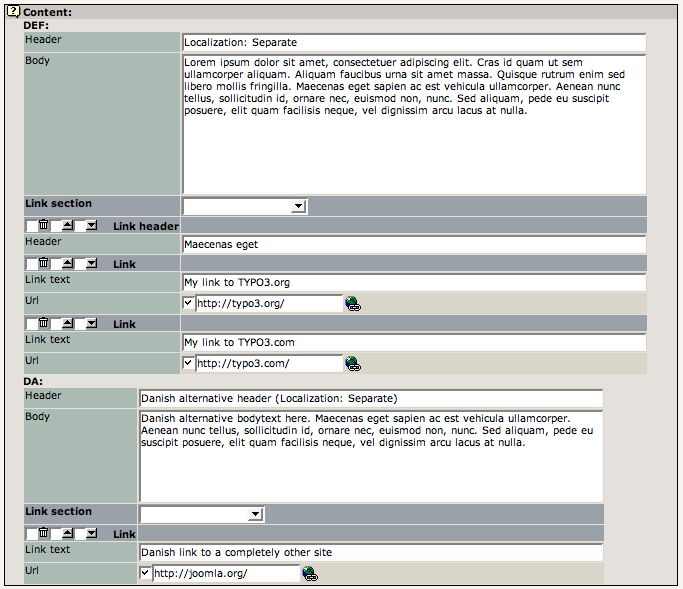 Content:
DEF:
Header
Localization: Separate
Body
Lorem ipsum dolor sit amet, consectetuer adipiscing elit. Cras id quam ut sem
ullamcorper aliquam. Aliquam faucibus urna sit amet massa. Quisque rutrum enim sed
libero mollis fringilla. Maecenas eget sapien ac est vehicula ullamcorper. Aenean nunc
tellus, sollicitudin id, ornare nec, euismod non, nunc. Sed aliquam, pede eu suscipit
posuere, elit quam facilisis neque, vel dignissim arcu lacus at nulla.
Link section
Link header
Header
Maecenas eget
Link
Link text
My link to TYPO3.org
Url
http://typo3.org/
Link
Link text
My link to TYPO3.com
Url
http://typo3.com/
DA:
Header
Danish alternative header (Localization: Separate)
Body
Danish alternative bodytext here. Maecenas eget sapien ac est vehicula ullamcorper.
Aenean nunc tellus, sollicitudin id, ornare nec, euismod non, nunc. Sed aliquam, pede eu
suscipit posuere, elit quam facilisis neque, vel dignissim arcu lacus at nulla.
Link section
Link
Link text
Danish link to a completely other site
Url
http://joomla.org/